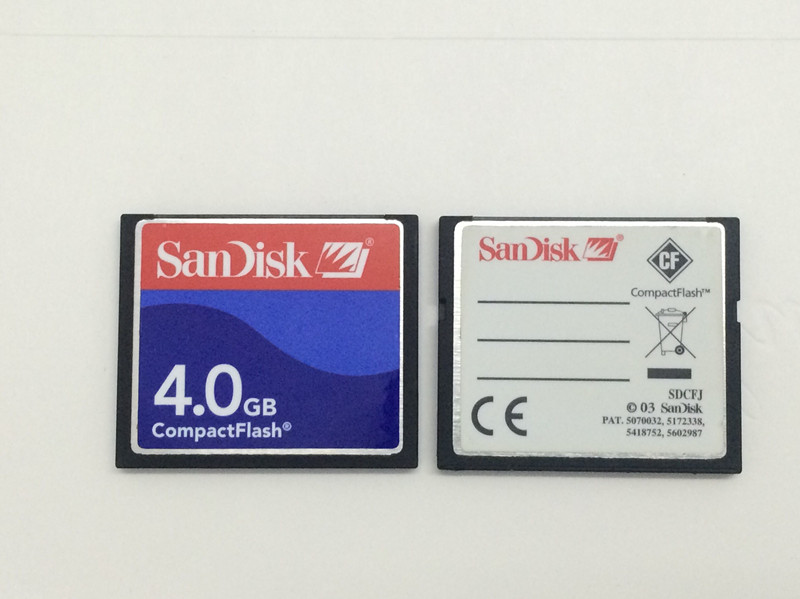 SanDisk ®
4.0GB
CompactFlash®
SanDisk ®
CF
CompactFlash™
CE
SDCFJ
© 03 SanDisk
PAT. 5070032, 5172338,
5418752, 5602987